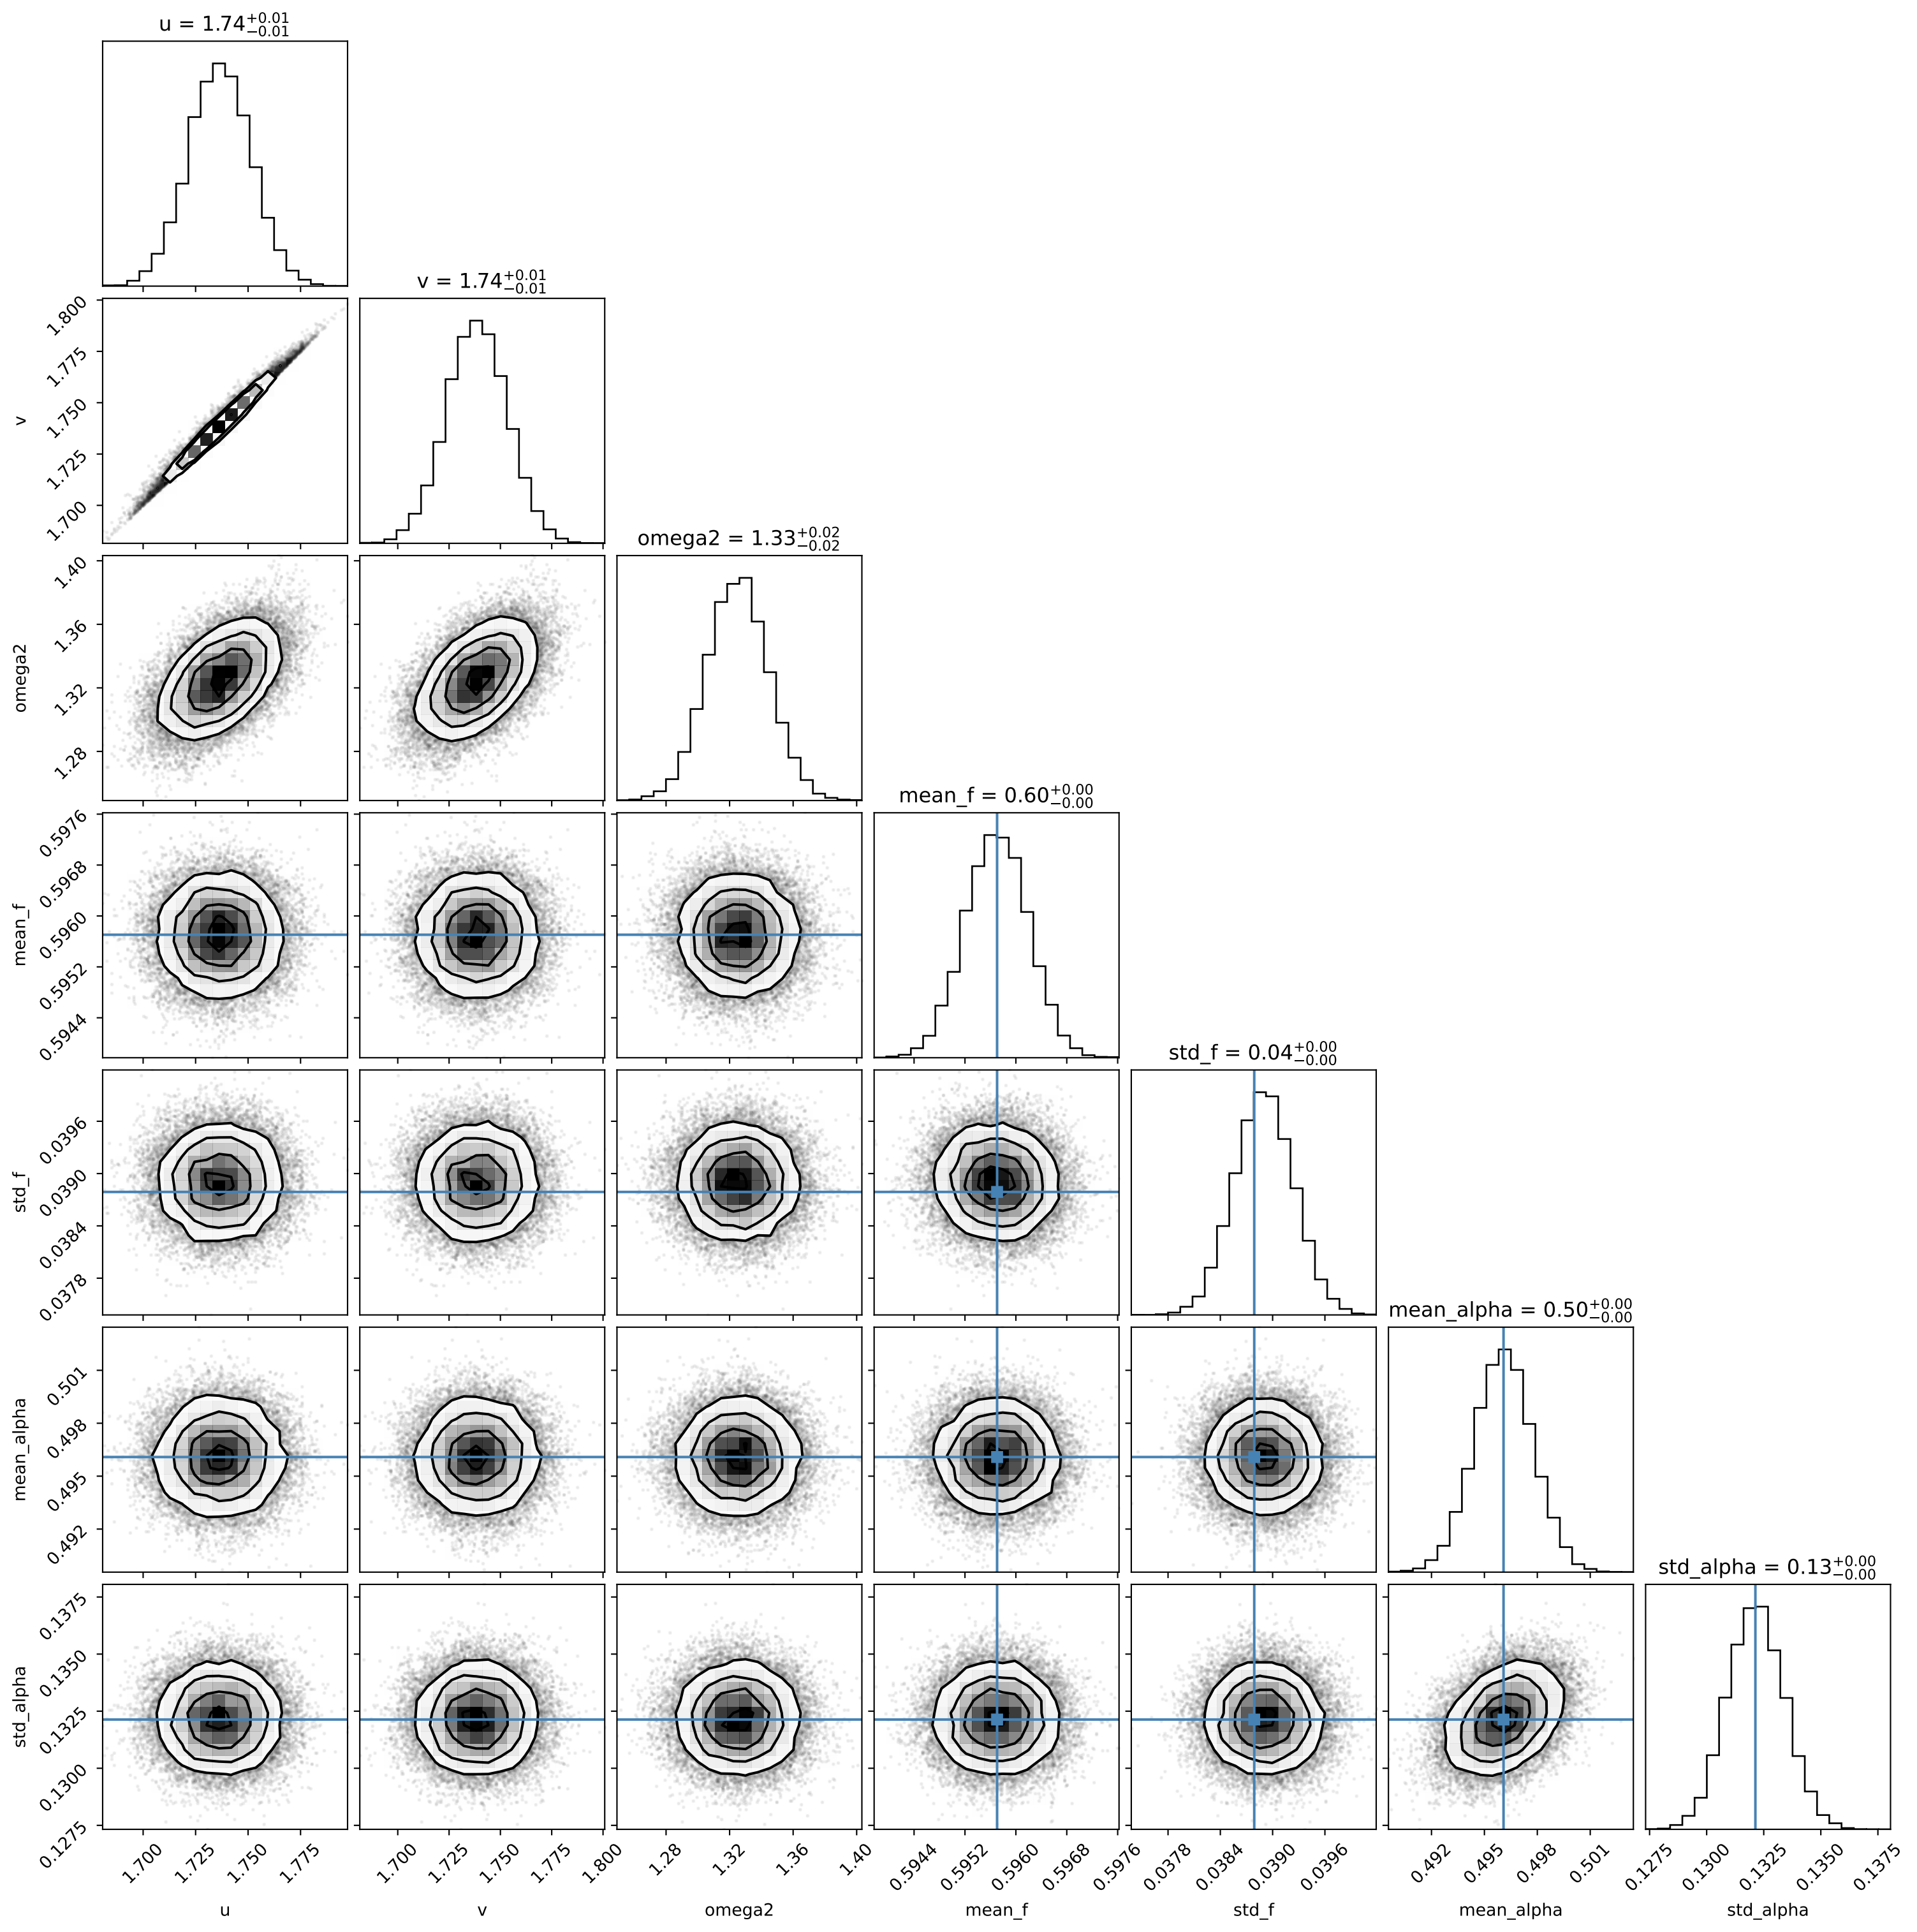 u = 1.74+0.01−0.01
v = 1.74+0.01−0.01
1.800
1.775
1.750
1.725
1.700
v
omega2 = 1.33+0.02−0.02
1.40
1.36
1.32
1.28
omega2
mean_f = 0.60+0.00−0.00
0.5976
0.5968
0.5960
0.5952
0.5944
mean_f
std_f = 0.04+0.00−0.00
0.0396
0.0390
0.0384
0.0378
std_f
mean_alpha = 0.50+0.00−0.00
0.501
0.498
0.495
0.492
mean_alpha
std_alpha = 0.13+0.00−0.00
0.1375
0.1350
0.1325
0.1300
0.1275
std_alpha
1.700 1.725 1.750 1.775 1.700 1.725 1.750 1.775 1.800 1.28 1.32 1.36 1.40 0.5944 0.5952 0.5960 0.5968 0.5976 0.0378 0.0384 0.0390 0.0396 0.492 0.495 0.498 0.501 0.1275 0.1300 0.1325 0.1350 0.1375
u v omega2 mean_f std_f mean_alpha std_alpha